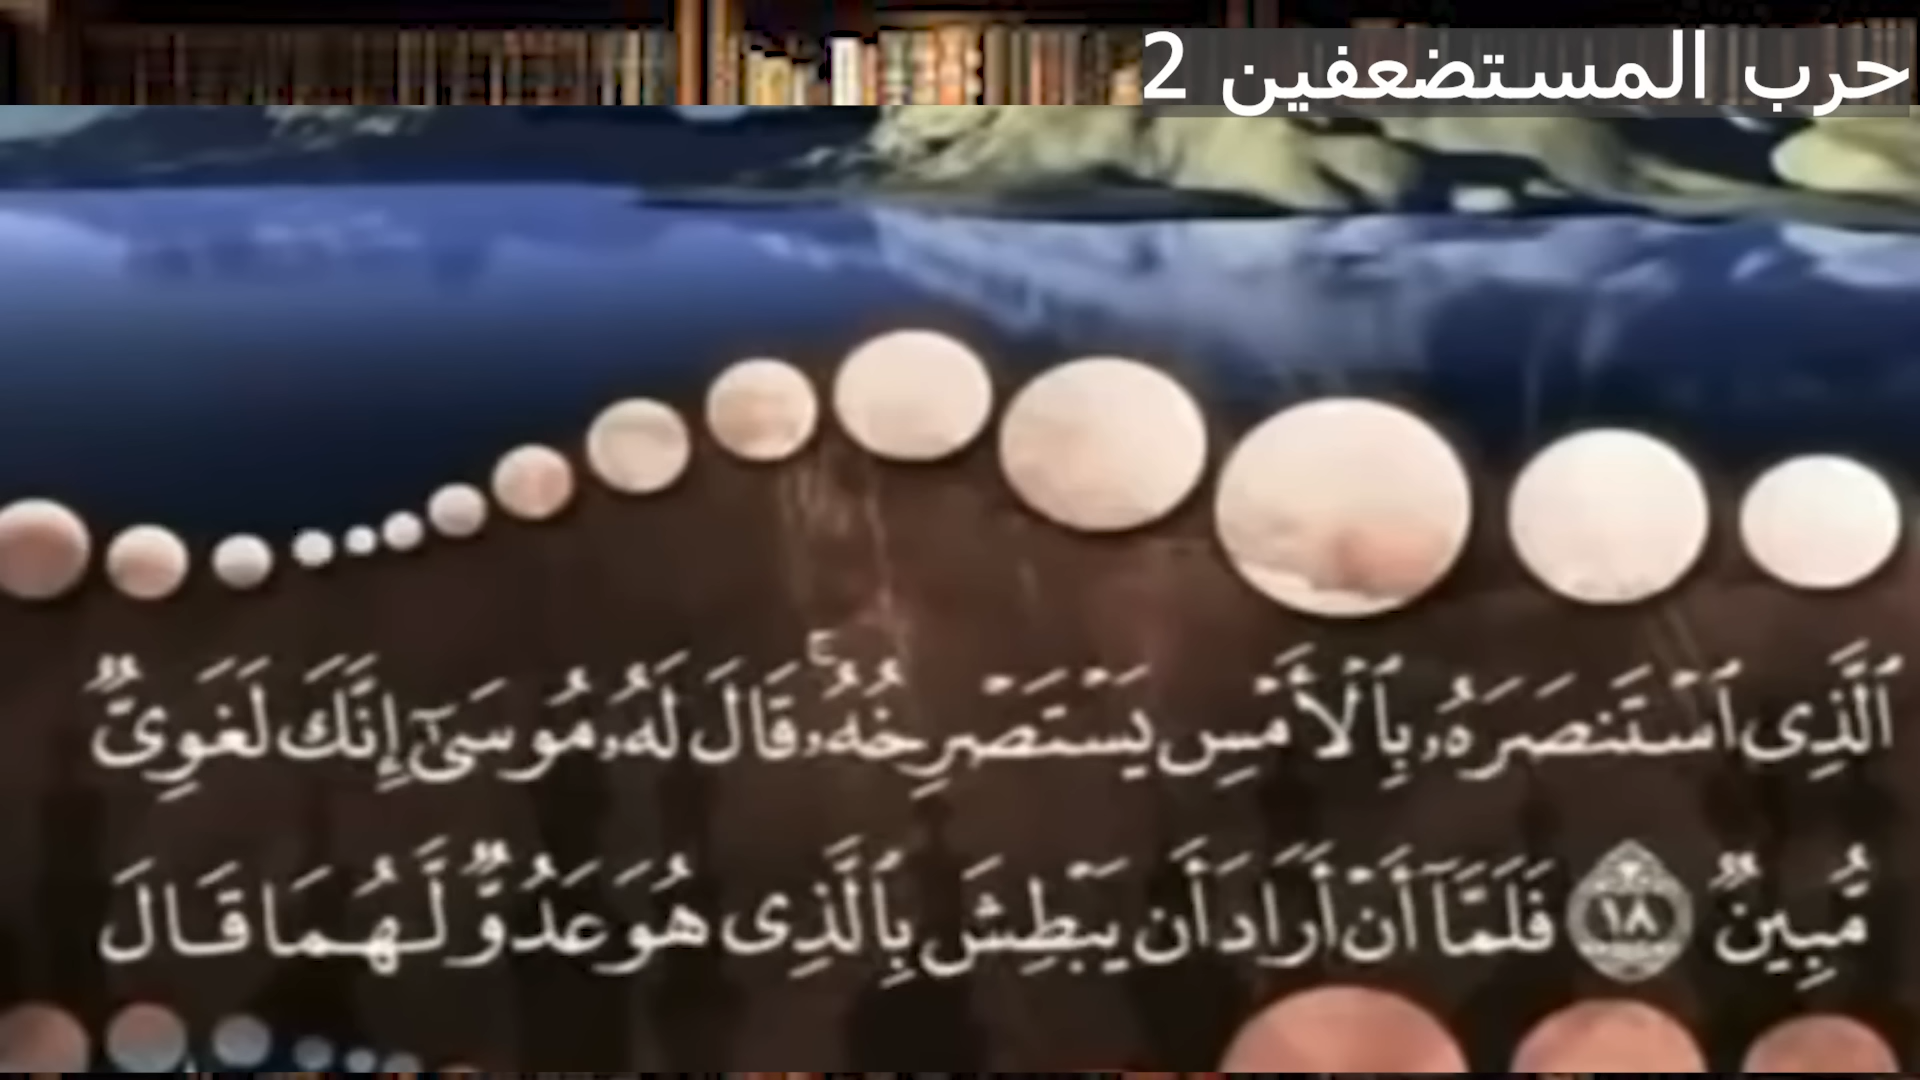 حرب المستضعفين 2
ٱلَّذِى ٱسْتَنصَرَهُۥ بِٱلْأَمْسِ يَسْتَصْرِخُهُۥ ۚ قَالَ لَهُۥ مُوسَىٰٓ إِنَّكَ لَغَوِىٌّ
مُّبِينٌ ١٨ فَلَمَّآ أَنْ أَرَادَ أَن يَبْطِشَ بِٱلَّذِى هُوَ عَدُوٌّ لَّهُمَا قَالَ